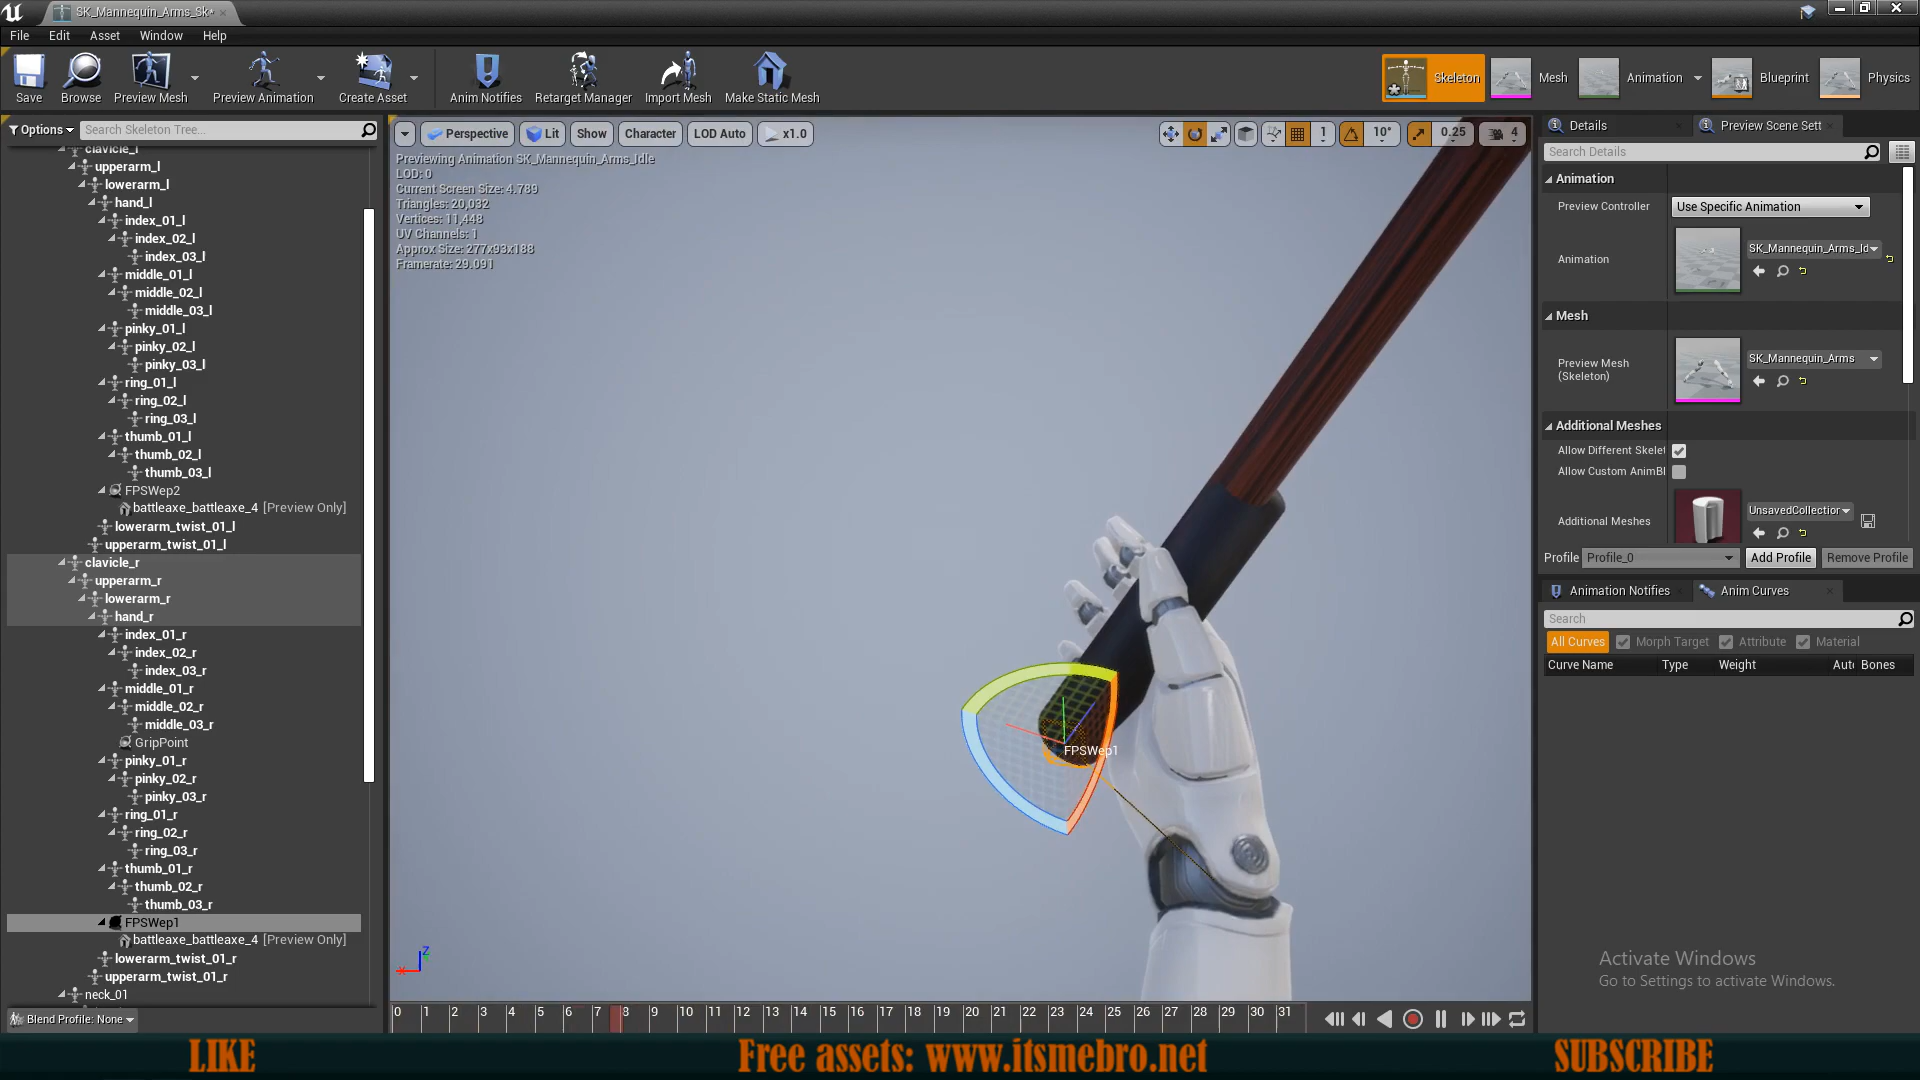 SK_Mannequin_Arms_Sk*
File Edit Asset Window Help
Save Browse Preview Mesh Preview Animation Create Asset Anim Notifies Retarget Manager Import Mesh Make Static Mesh
Skeleton Mesh Animation Blueprint Physics
Options Search Skeleton Tree...
clavicle_l
upperarm_l
lowerarm_l
hand_l
index_01_l
index_02_l
index_03_l
middle_01_l
middle_02_l
middle_03_l
pinky_01_l
pinky_02_l
pinky_03_l
ring_01_l
ring_02_l
ring_03_l
thumb_01_l
thumb_02_l
thumb_03_l
FPSWep2
battleaxe_battleaxe_4 [Preview Only]
lowerarm_twist_01_l
upperarm_twist_01_l
clavicle_r
upperarm_r
lowerarm_r
hand_r
index_01_r
index_02_r
index_03_r
middle_01_r
middle_02_r
middle_03_r
GripPoint
pinky_01_r
pinky_02_r
pinky_03_r
ring_01_r
ring_02_r
ring_03_r
thumb_01_r
thumb_02_r
thumb_03_r
FPSWep1
battleaxe_battleaxe_4 [Preview Only]
lowerarm_twist_01_r
upperarm_twist_01_r
neck_01
Blend Profile: None
Perspective Lit Show Character LOD Auto x1.0
1 10° 0.25 4
Previewing Animation SK_Mannequin_Arms_Idle
LOD: 0
Current Screen Size: 4.789
Triangles: 20,032
Vertices: 11,448
UV Channels: 1
Approx Size: 277x93x188
Framerate: 29.091
FPSWep1
Z
X
0 1 2 3 4 5 6 7 8 9 10 11 12 13 14 15 16 17 18 19 20 21 22 23 24 25 26 27 28 29 30 31
Details Preview Scene Sett
Search Details
Animation
Preview Controller Use Specific Animation
Animation SK_Mannequin_Arms_Id
Mesh
Preview Mesh
(Skeleton)
SK_Mannequin_Arms
Additional Meshes
Allow Different Skelet
Allow Custom AnimBl
Additional Meshes UnsavedCollection
Profile Profile_0 Add Profile Remove Profile
Animation Notifies Anim Curves
Search
All Curves Morph Target Attribute Material
Curve Name Type Weight Aut Bones
Activate Windows
Go to Settings to activate Windows.
LIKE Free assets: www.itsmebro.net SUBSCRIBE